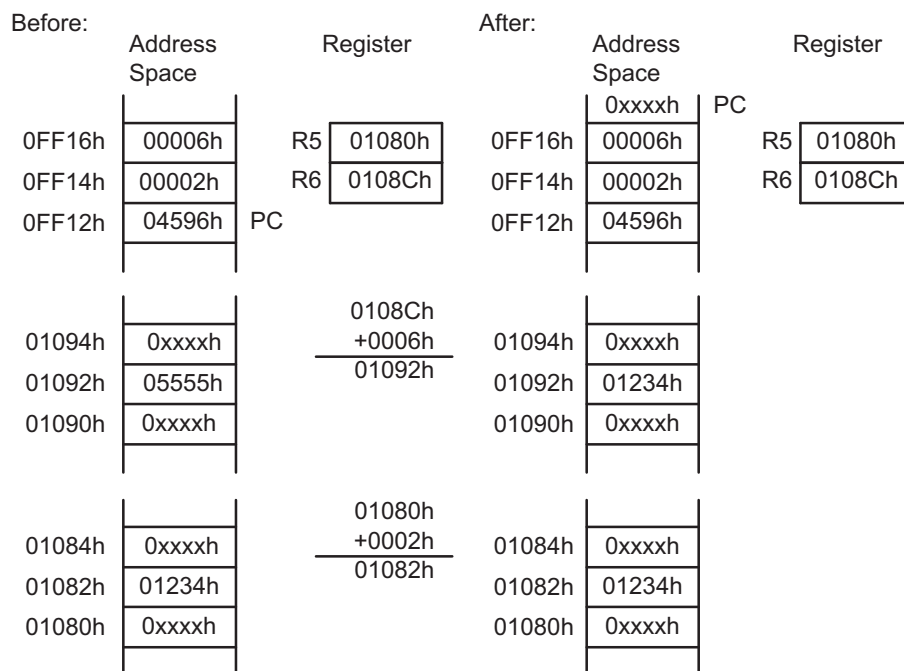 Before:
Address Space
Register
0FF16h 00006h R5 01080h
0FF14h 00002h R6 0108Ch
0FF12h 04596h PC
01094h 0xxxxh
01092h 05555h
01090h 0xxxxh
0108Ch
+0006h
01092h
01084h 0xxxxh
01082h 01234h
01080h 0xxxxh
01080h
+0002h
01082h
After:
Address Space
Register
0xxxxh PC
0FF16h 00006h R5 01080h
0FF14h 00002h R6 0108Ch
0FF12h 04596h
01094h 0xxxxh
01092h 01234h
01090h 0xxxxh
01084h 0xxxxh
01082h 01234h
01080h 0xxxxh